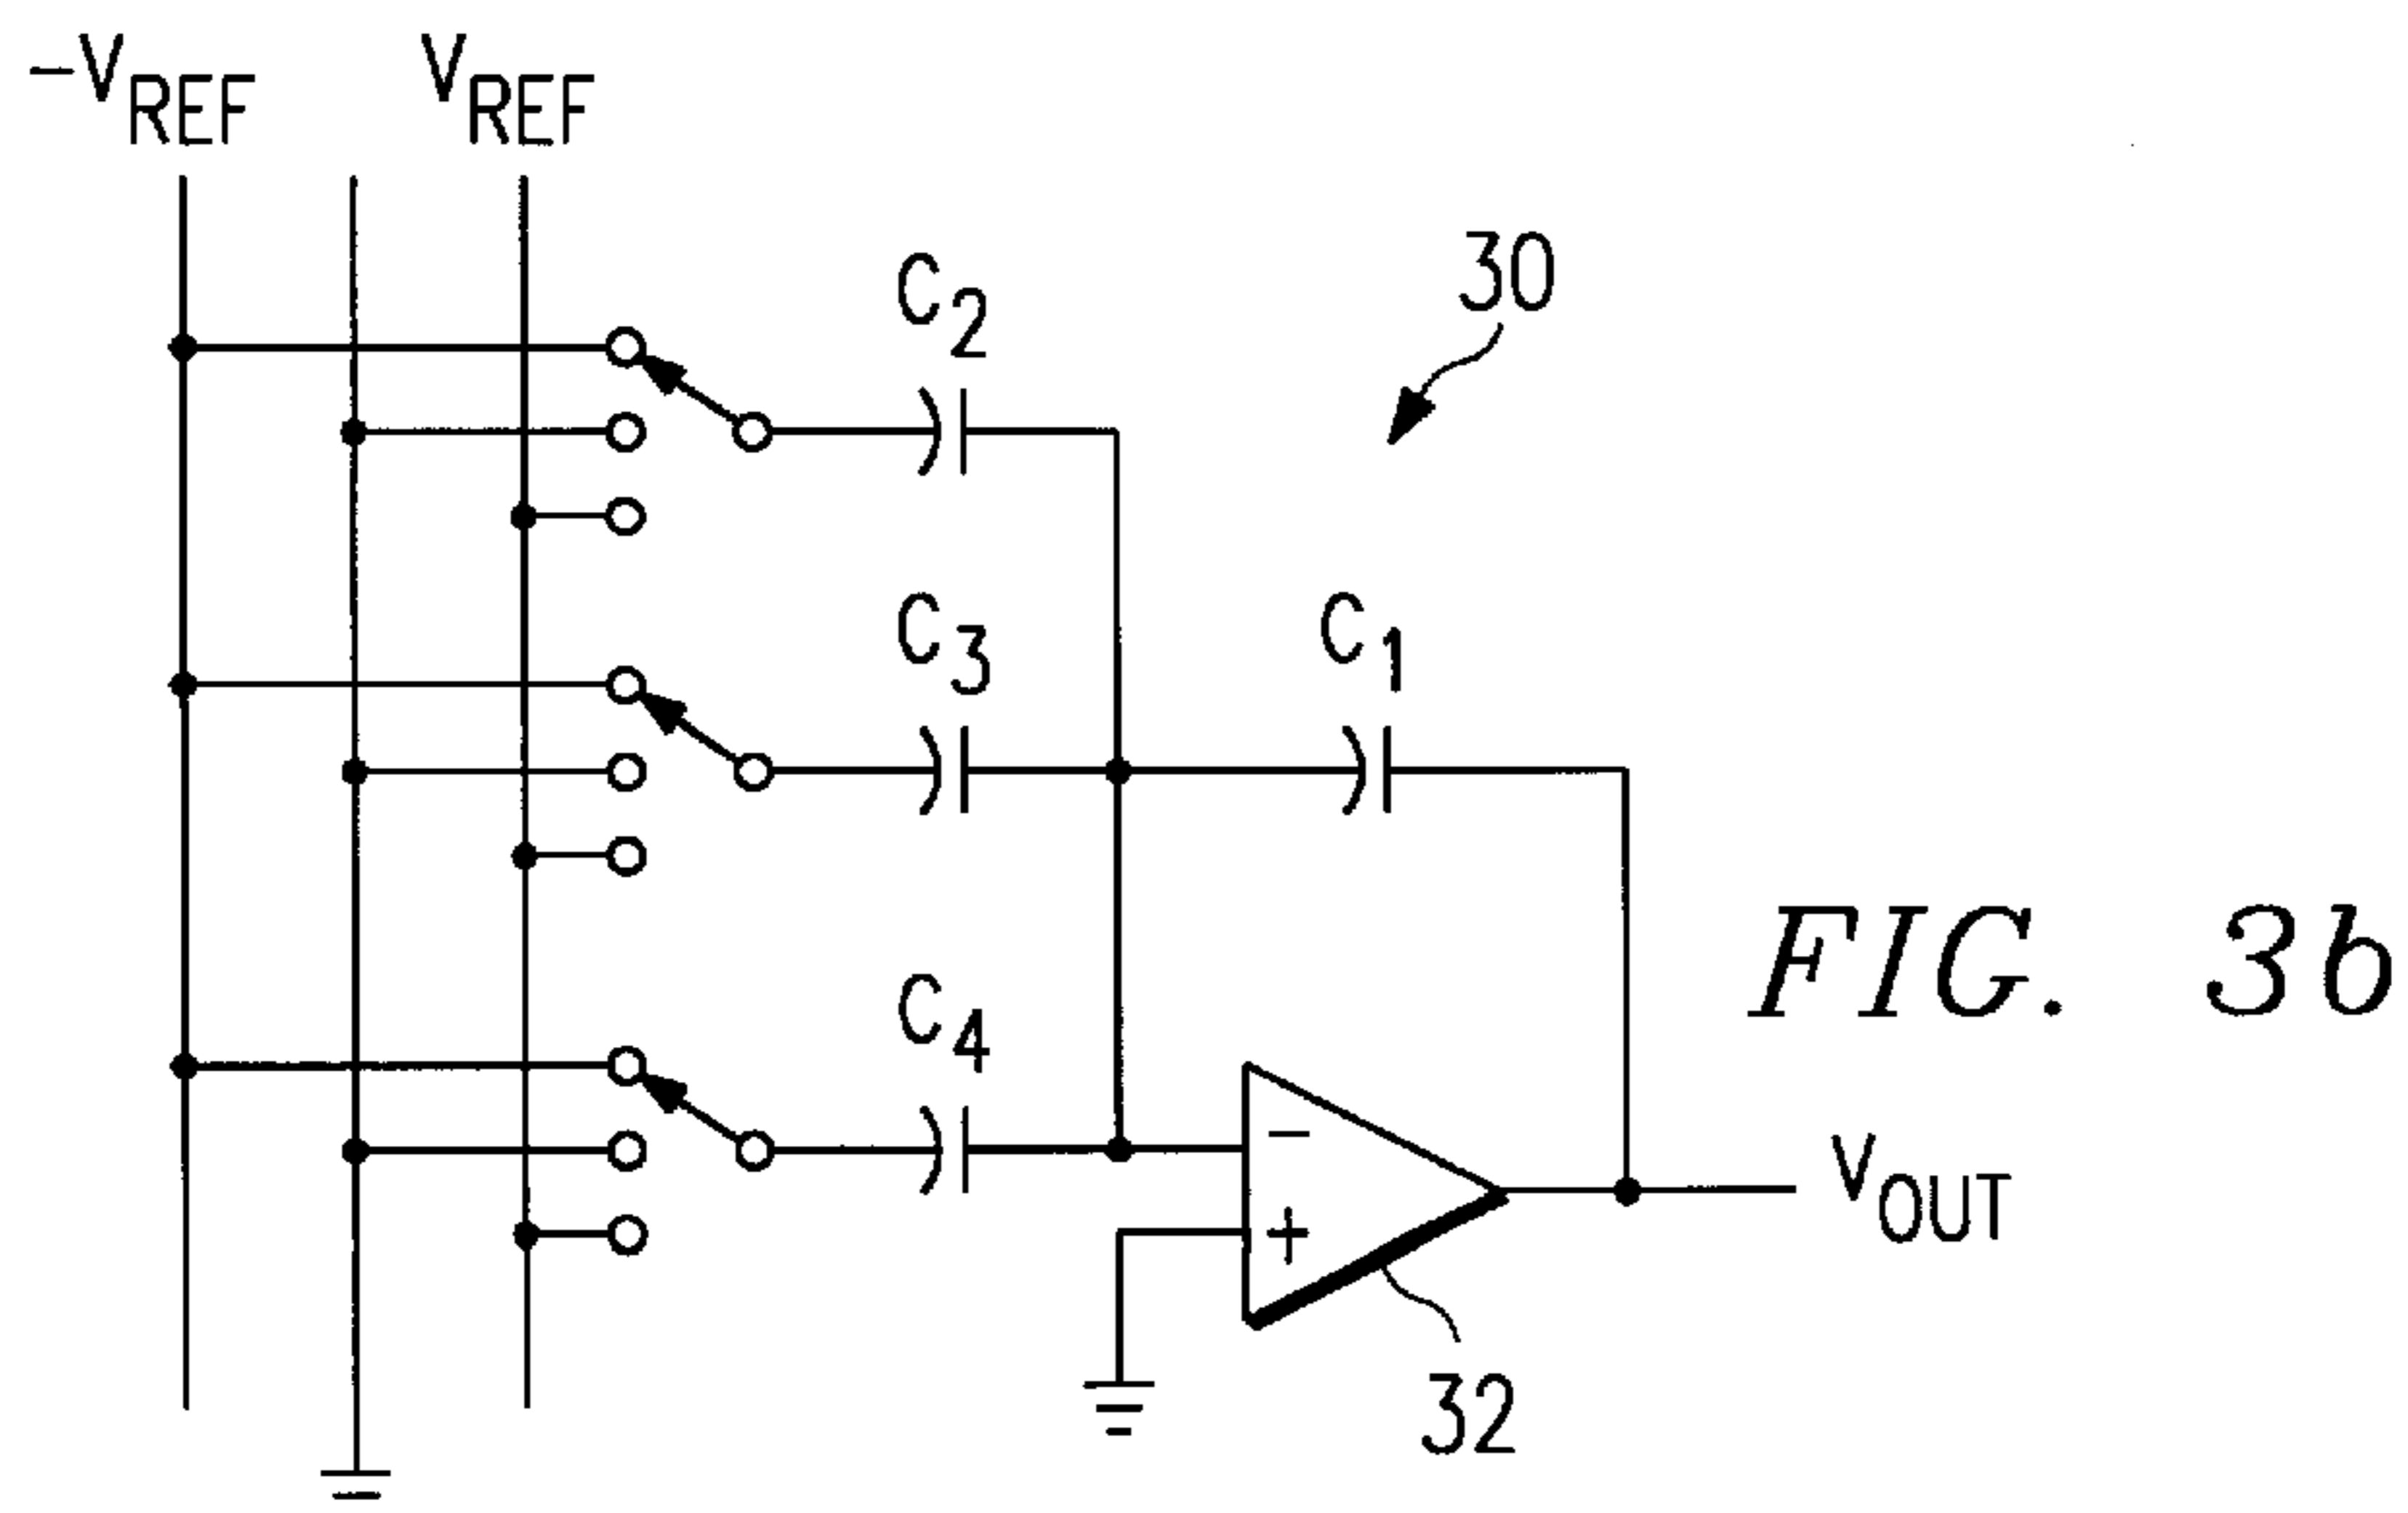 -VREF VREF
C2
30
C3
C1
C4
FIG. 3b
-
+
VOUT
32